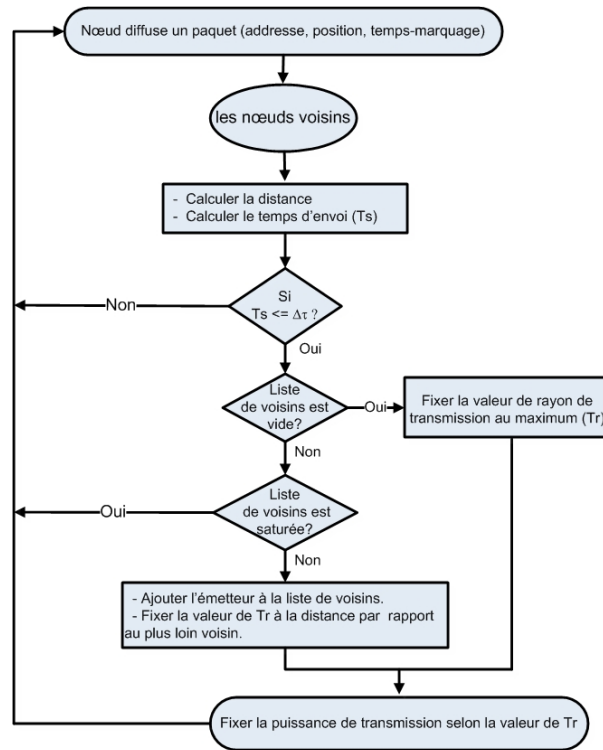 Nœud diffuse un paquet (addresse, position, temps-marquage)
les nœuds voisins
- Calculer la distance
- Calculer le temps d'envoi (Ts)
Si
Ts <= Δτ ?
Non
Oui
Liste
de voisins est
vide?
Oui
Fixer la valeur de rayon de
transmission au maximum (Tr)
Non
Liste
de voisins est
saturée?
Oui
Non
- Ajouter l'émetteur à la liste de voisins.
- Fixer la valeur de Tr à la distance par rapport
au plus loin voisin.
Fixer la puissance de transmission selon la valeur de Tr